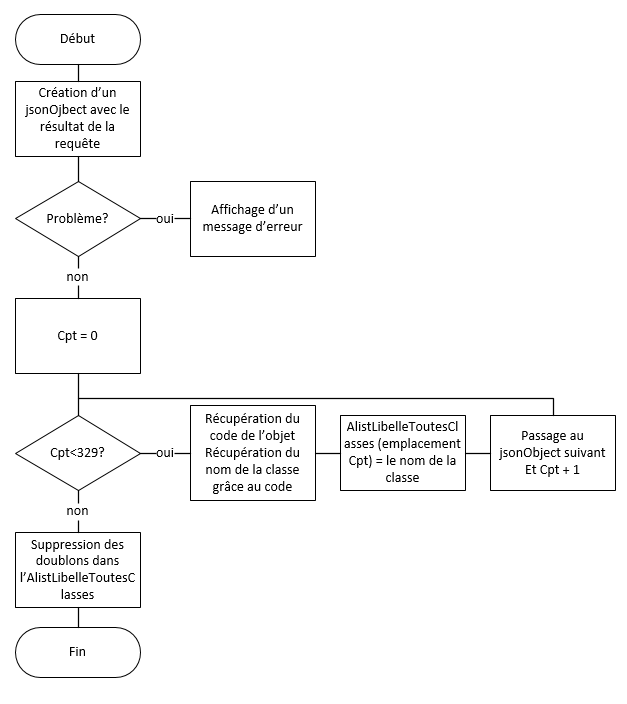 Début
Création d'un
jsonOjbect avec le
résultat de la
requête
Problème?
oui
Affichage d'un
message d'erreur
non
Cpt = 0
Cpt<329?
oui
Récupération du
code de l'objet
Récupération du
nom de la classe
grâce au code
AlistLibelleToutesCl
asses (emplacement
Cpt) = le nom de la
classe
Passage au
jsonObject suivant
Et Cpt + 1
non
Suppression des
doublons dans
l'AlistLibelleToutesC
lasses
Fin